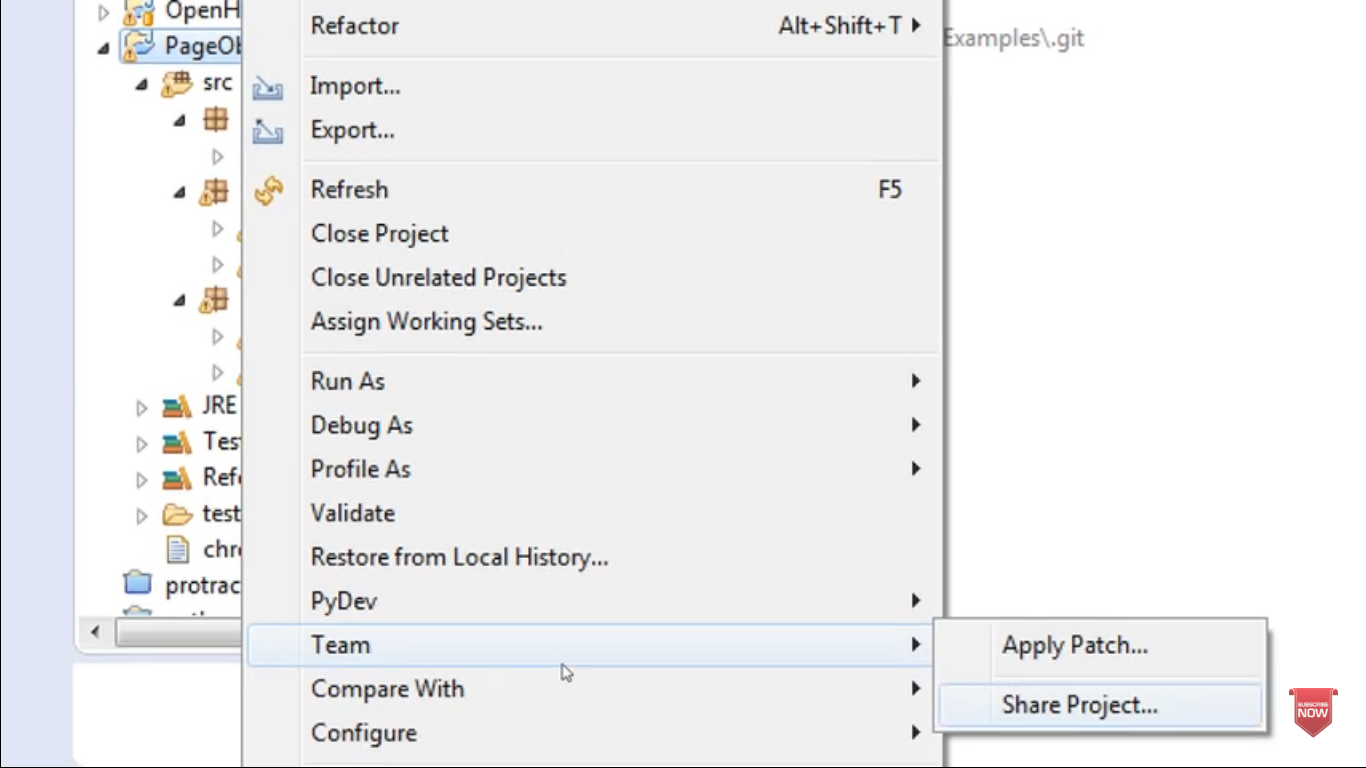 OpenH
PageOb
src
JRE
Tes
Refe
test
chro
protrac
Refactor Alt+Shift+T
Import...
Export...
Refresh F5
Close Project
Close Unrelated Projects
Assign Working Sets...
Run As
Debug As
Profile As
Validate
Restore from Local History...
PyDev
Team
Compare With
Configure
Examples\.git
Apply Patch...
Share Project...
SUBSCRIBE
NOW